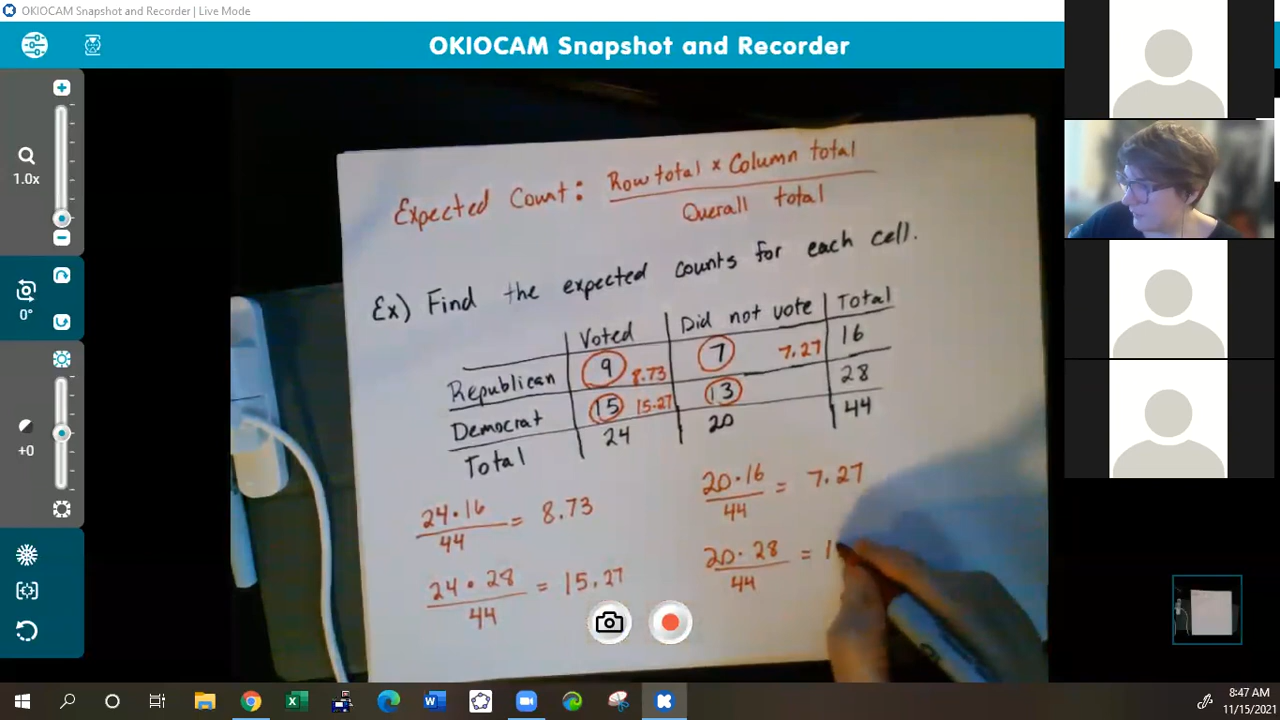 OKIOCAM Snapshot and Recorder | Live Mode
OKIOCAM Snapshot and Recorder
1.0x
0°
+0
Expected Count: Row total × Column total
Overall total
Ex) Find the expected counts for each cell.
Voted Did not vote Total
Republican 9 8.73 7 7.27 16
Democrat 15 15.27 13 28
Total 24 20 44
24·16 = 8.73
44
24·28 = 15.27
44
20·16 = 7.27
44
20·28 = 1
44
8:47 AM
11/15/2021